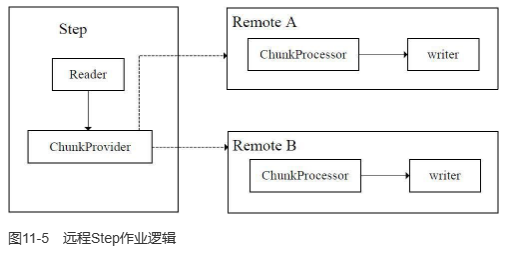 Step
Reader
ChunkProvider
Remote A
ChunkProcessor
writer
Remote B
ChunkProcessor
writer
图11-5 远程Step作业逻辑